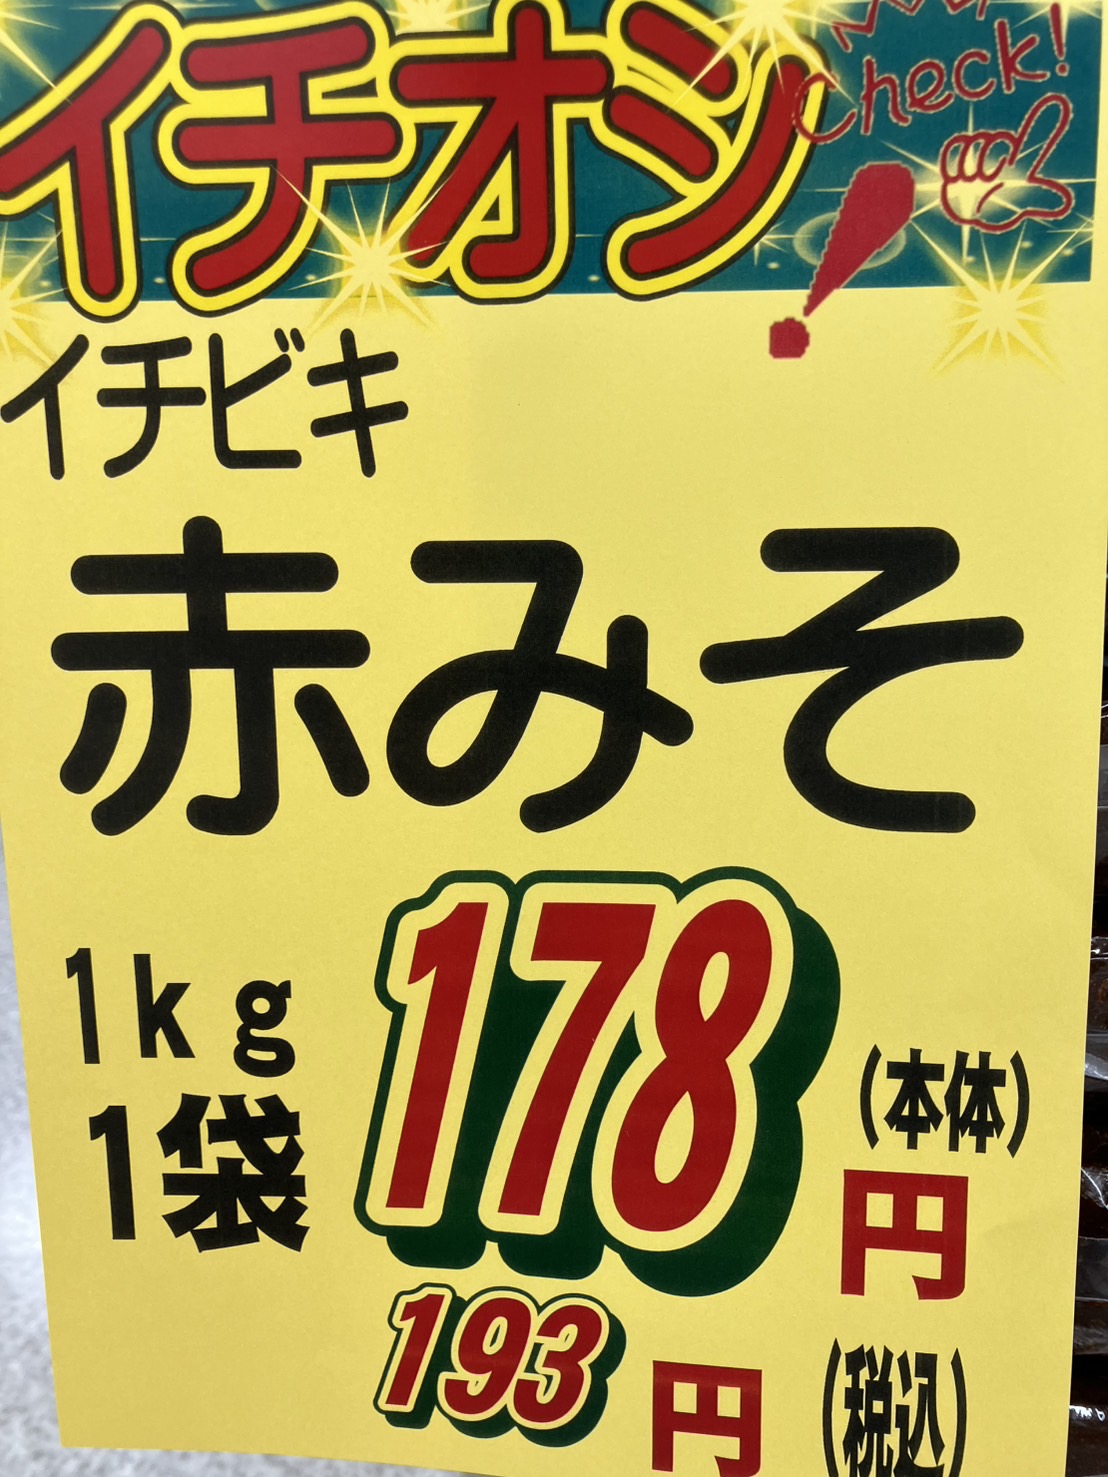 イチオシ
Check!
イチビキ
赤みそ
1kg
1袋
178
(本体)
円
193
円
(税込)